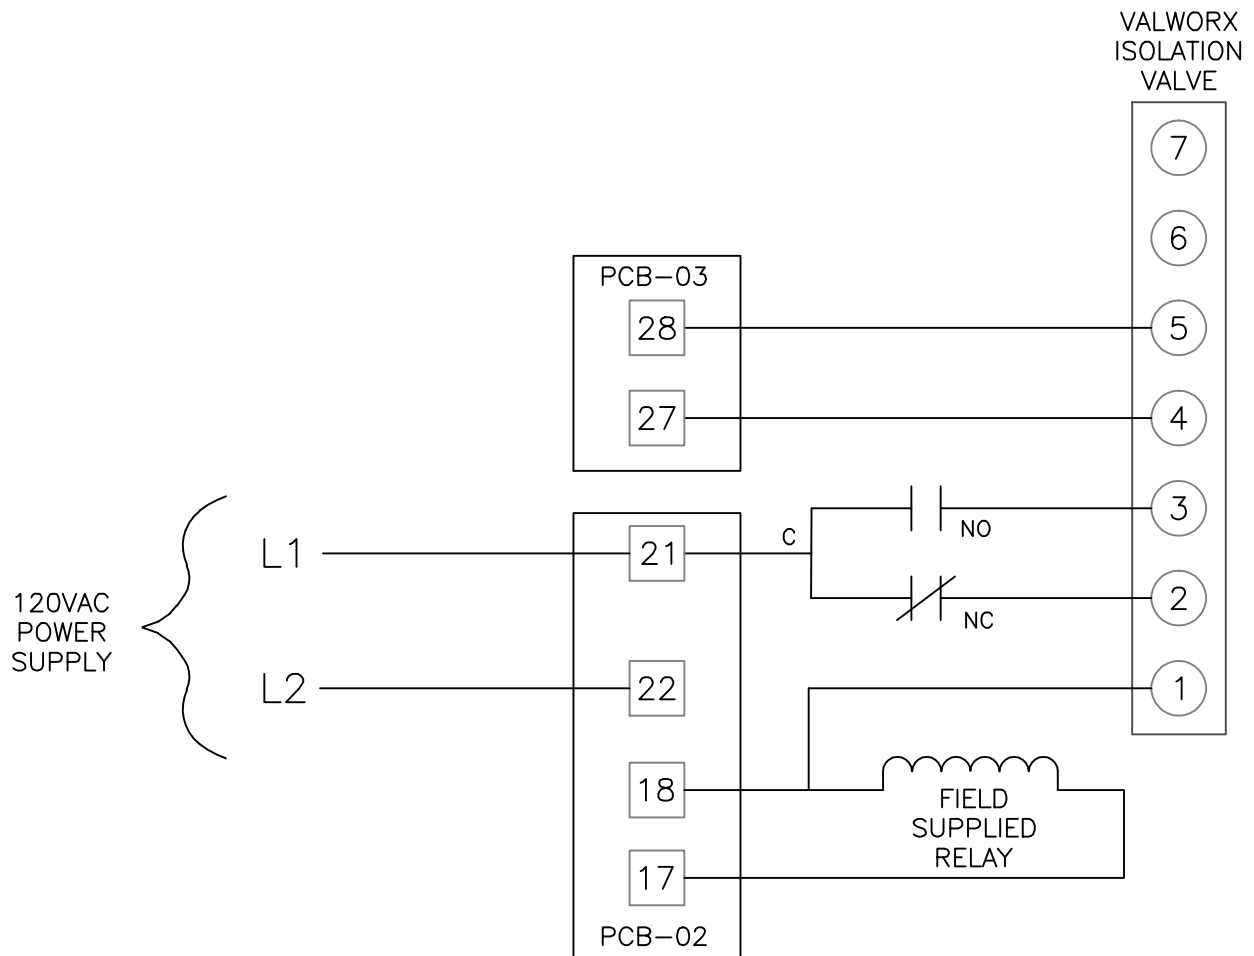 VALWORX
ISOLATION
VALVE
7
6
PCB-03
28
5
27
4
3
NO
L1
21
C
120VAC
POWER
SUPPLY
2
NC
L2
22
1
18
FIELD
SUPPLIED
RELAY
17
PCB-02